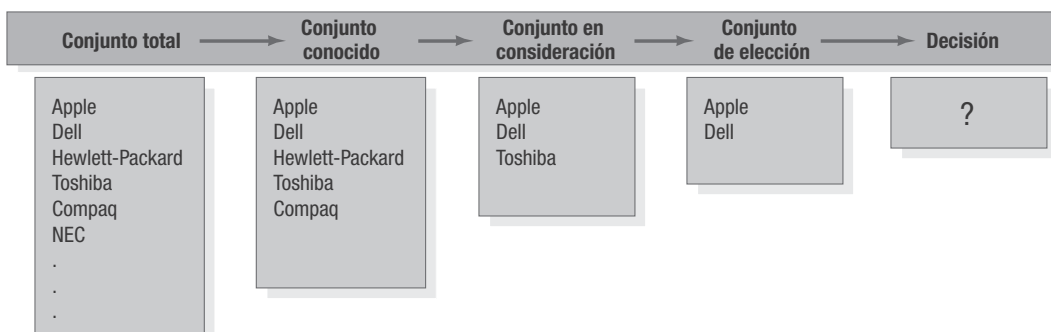 Conjunto total
Conjunto
conocido
Conjunto en
consideración
Conjunto
de elección
Decisión
Apple
Dell
Hewlett-Packard
Toshiba
Compaq
NEC
.
.
.
Apple
Dell
Hewlett-Packard
Toshiba
Compaq
Apple
Dell
Toshiba
Apple
Dell
?